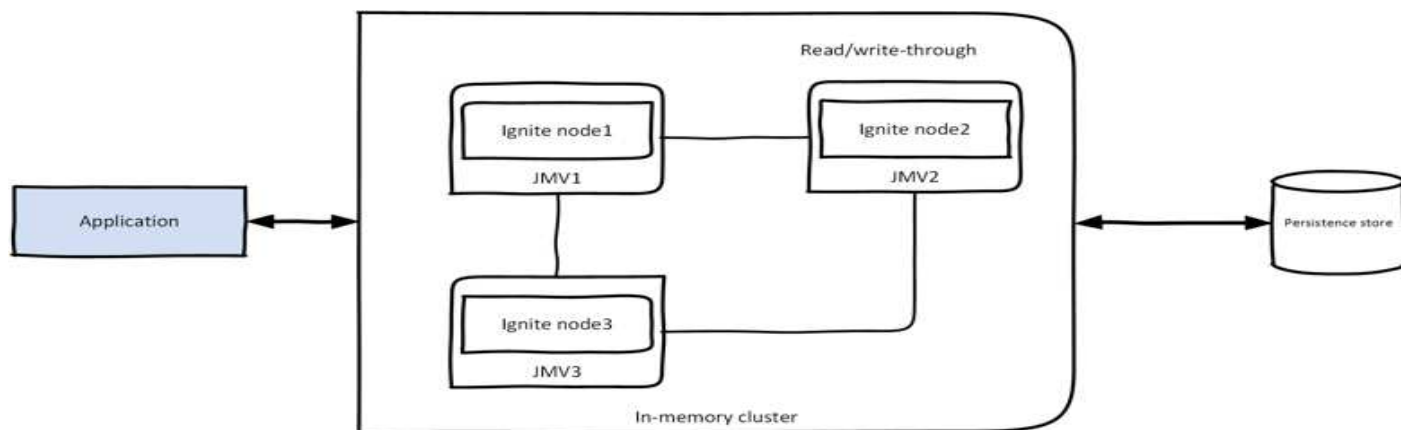 Read/write-through
Ignite node1
JMV1
Ignite node2
JMV2
Application
Persistence store
Ignite node3
JMV3
In-memory cluster